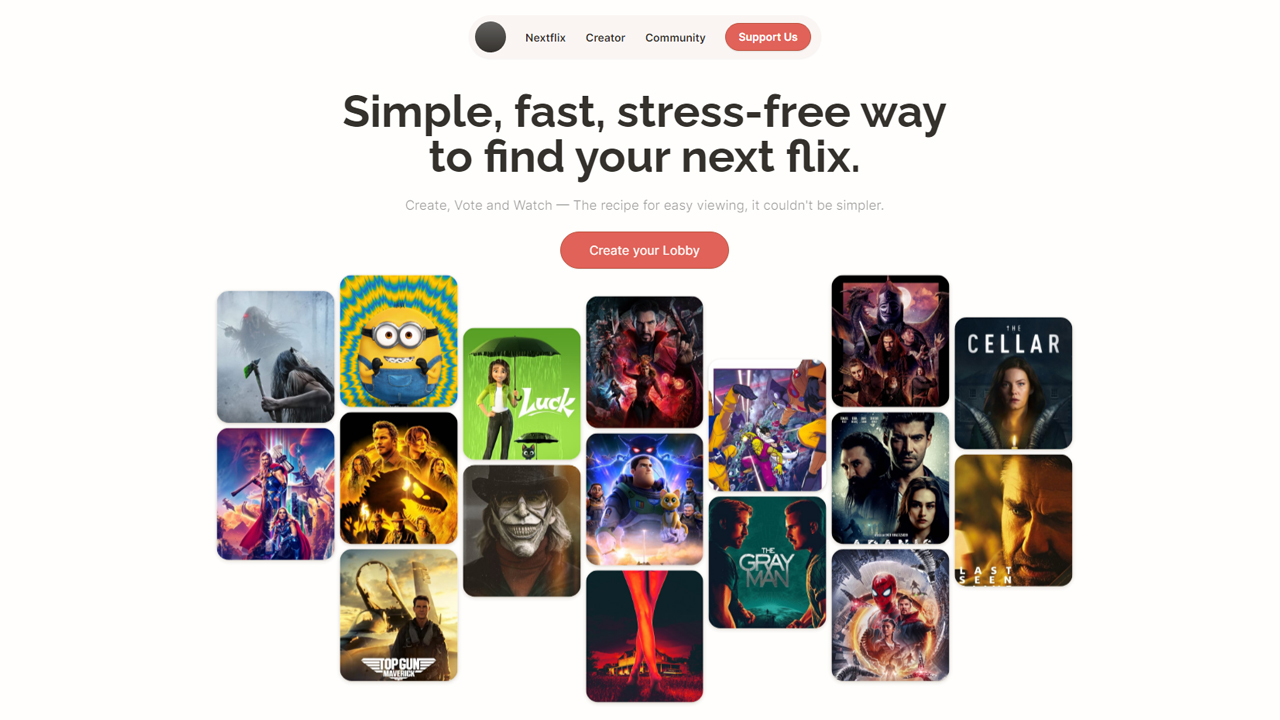 Nextflix
Creator
Community
Support Us
Simple, fast, stress-free way
to find your next flix.
Create, Vote and Watch — The recipe for easy viewing, it couldn't be simpler.
Create your Lobby
THE
CELLAR
Luck
THE
GRAY
MAN
LAST
SEEN
TOP GUN
MAVERICK